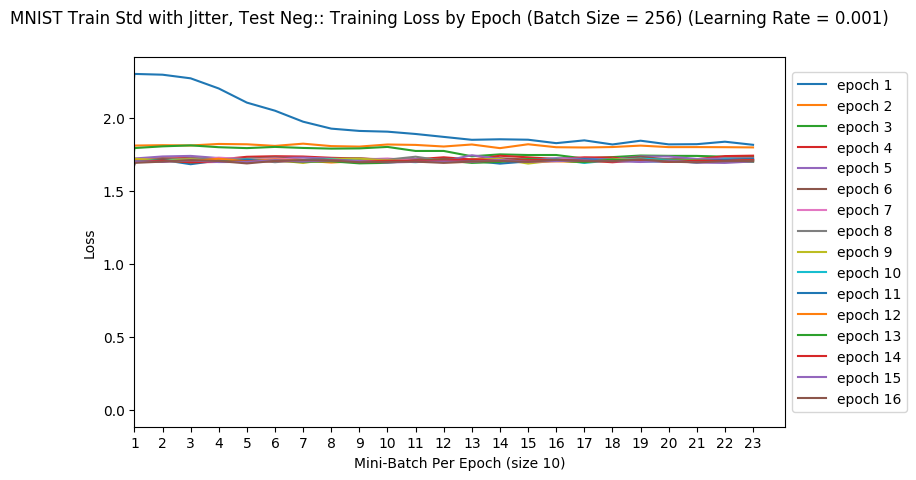 MNIST Train Std with Jitter, Test Neg:: Training Loss by Epoch (Batch Size = 256) (Learning Rate = 0.001)
2.0
1.5
1.0
0.5
0.0
Loss
1 2 3 4 5 6 7 8 9 10 11 12 13 14 15 16 17 18 19 20 21 22 23
Mini-Batch Per Epoch (size 10)
epoch 1
epoch 2
epoch 3
epoch 4
epoch 5
epoch 6
epoch 7
epoch 8
epoch 9
epoch 10
epoch 11
epoch 12
epoch 13
epoch 14
epoch 15
epoch 16